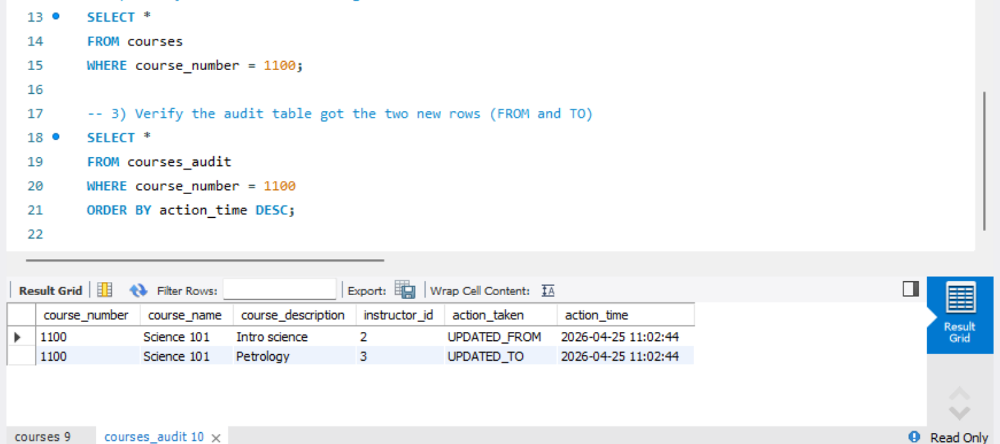 13 SELECT *
14 FROM courses
15 WHERE course_number = 1100;
16
17 -- 3) Verify the audit table got the two new rows (FROM and TO)
18 SELECT *
19 FROM courses_audit
20 WHERE course_number = 1100
21 ORDER BY action_time DESC;
22
Result Grid Filter Rows: Export: Wrap Cell Content: IA
course_number course_name course_description instructor_id action_taken action_time
1100 Science 101 Intro science 2 UPDATED_FROM 2026-04-25 11:02:44
1100 Science 101 Petrology 3 UPDATED_TO 2026-04-25 11:02:44
Result
Grid
courses 9 courses_audit 10 × Read Only